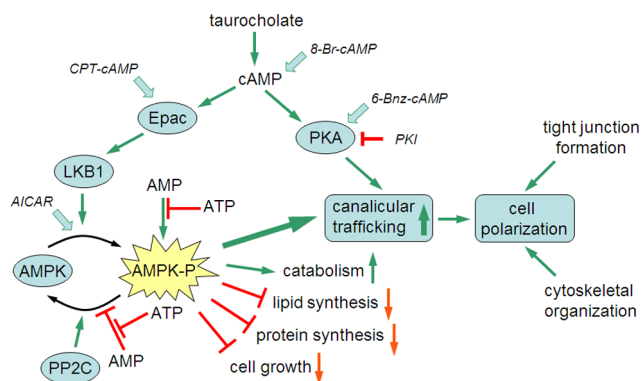 taurocholate
8-Br-cAMP
CPT-cAMP
cAMP
6-Bnz-cAMP
Epac
PKA
PKI
tight junction
formation
LKB1
AMP
ATP
AICAR
canalicular
trafficking
cell
polarization
AMPK
AMPK-P
catabolism
lipid synthesis
cytoskeletal
organization
ATP
protein synthesis
AMP
PP2C
cell growth